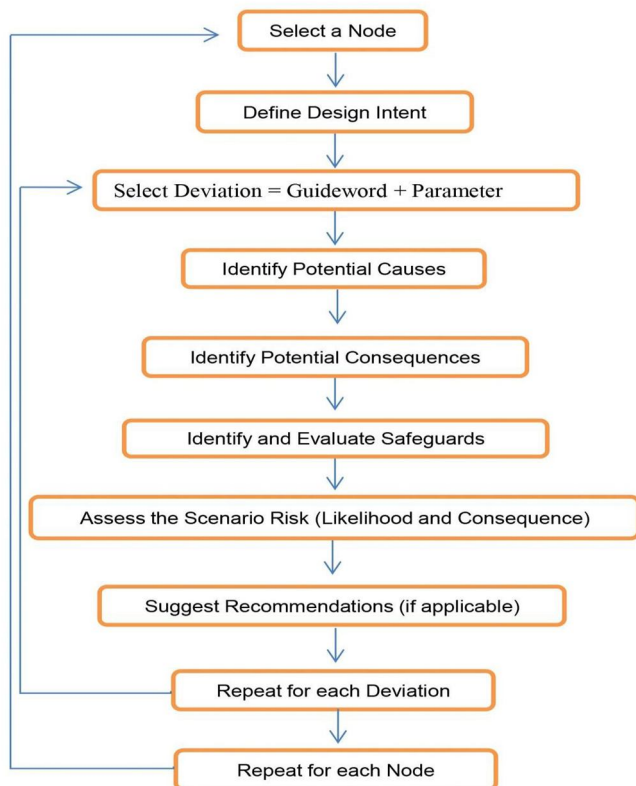 Select a Node
Define Design Intent
Select Deviation = Guideword + Parameter
Identify Potential Causes
Identify Potential Consequences
Identify and Evaluate Safeguards
Assess the Scenario Risk (Likelihood and Consequence)
Suggest Recommendations (if applicable)
Repeat for each Deviation
Repeat for each Node